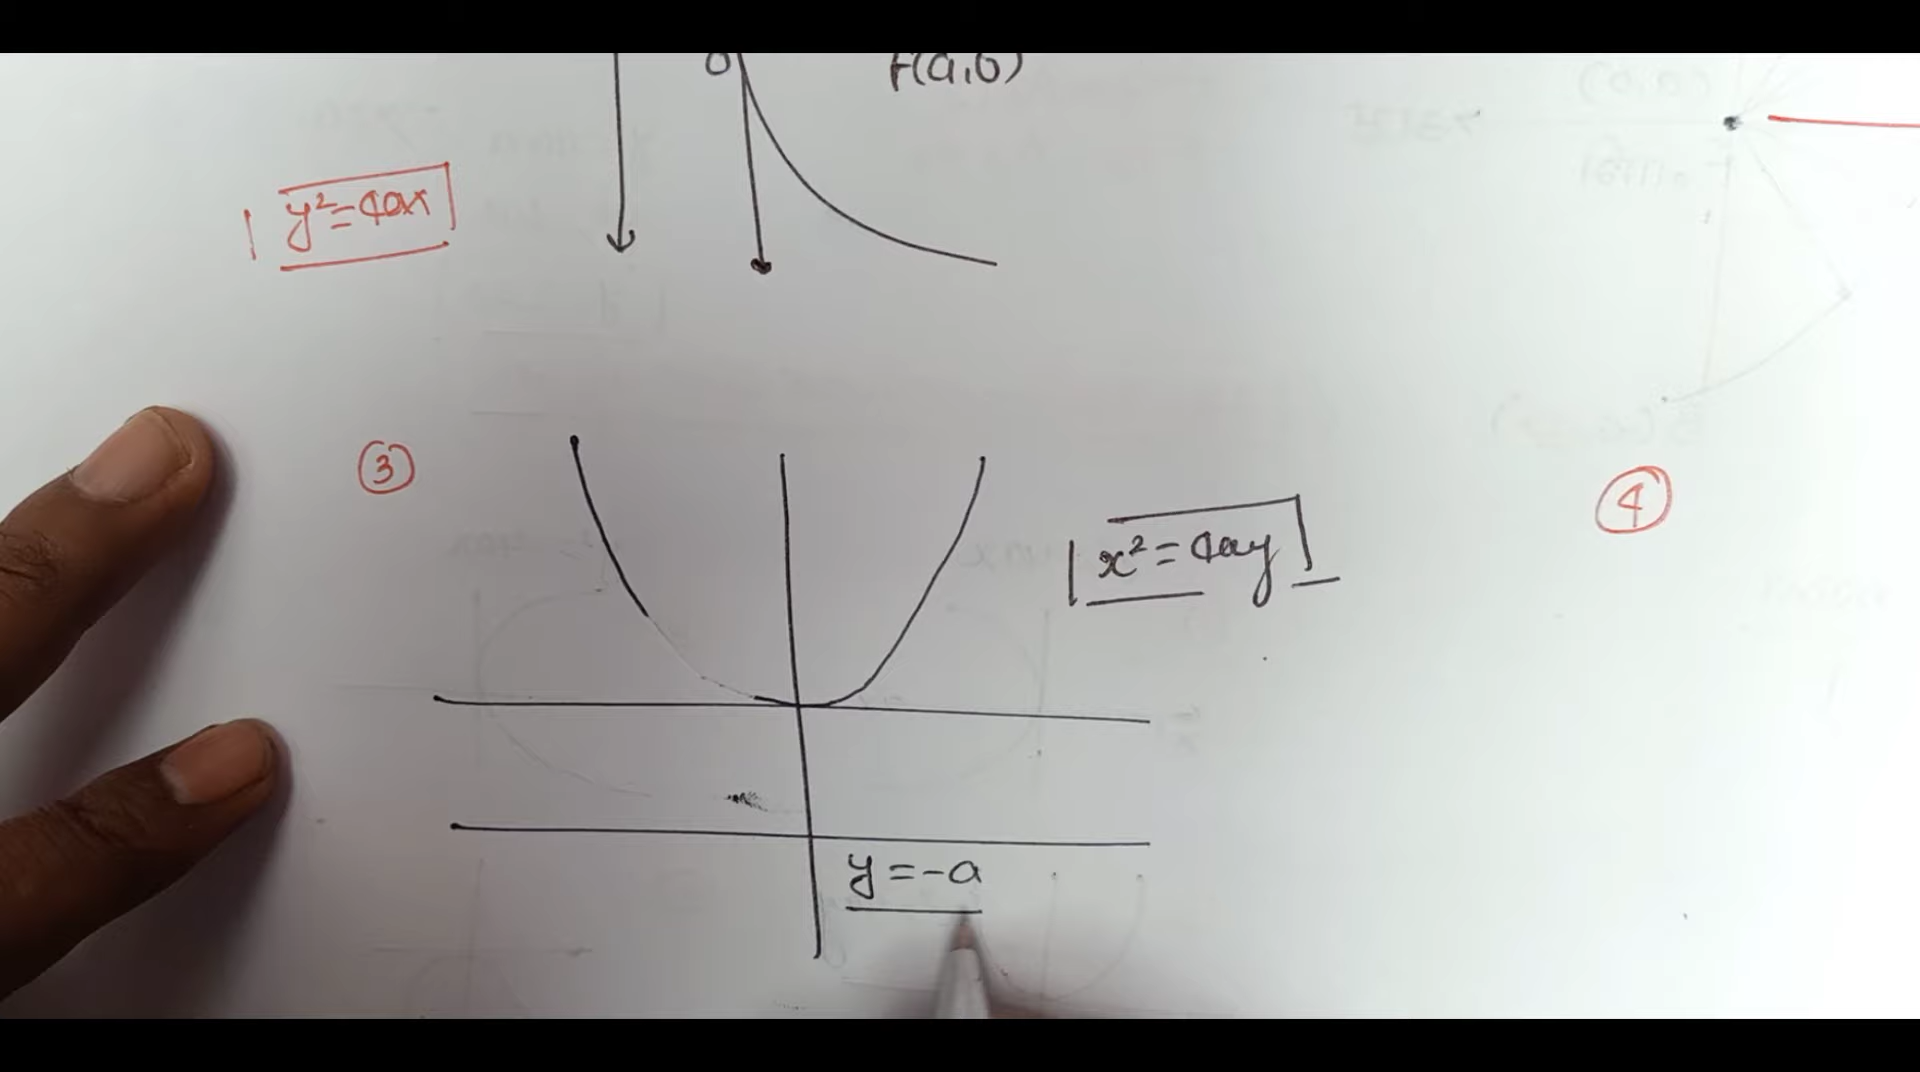 O F(a,0)
y²=4ax
③
x²=4ay
④
y=-a